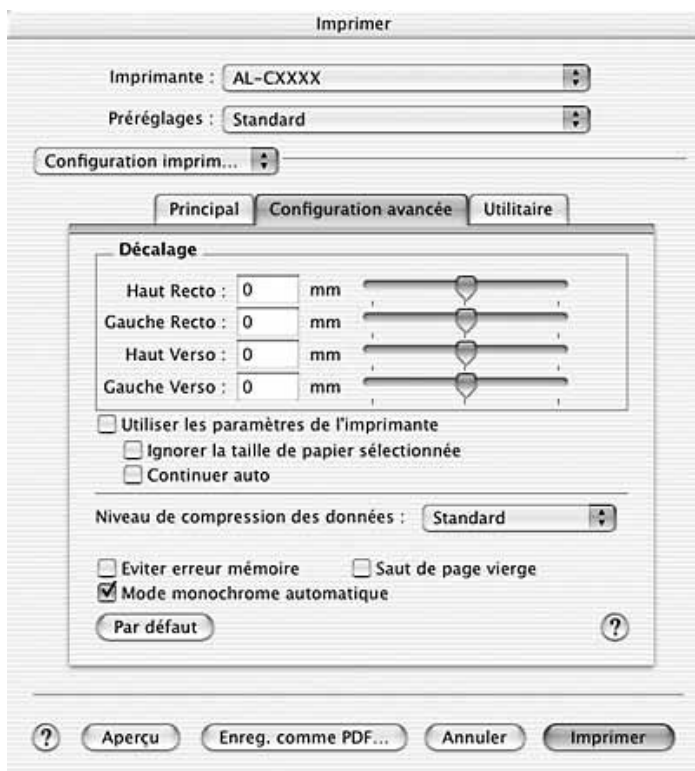 Imprimer
Imprimante : AL-CXXXX
Préréglages : Standard
Configuration imprim...
Principal Configuration avancée Utilitaire
Décalage
Haut Recto : 0 mm
Gauche Recto : 0 mm
Haut Verso : 0 mm
Gauche Verso : 0 mm
Utiliser les paramètres de l'imprimante
Ignorer la taille de papier sélectionnée
Continuer auto
Niveau de compression des données : Standard
Eviter erreur mémoire Saut de page vierge
Mode monochrome automatique
Par défaut ?
? Aperçu Enreg. comme PDF... Annuler Imprimer